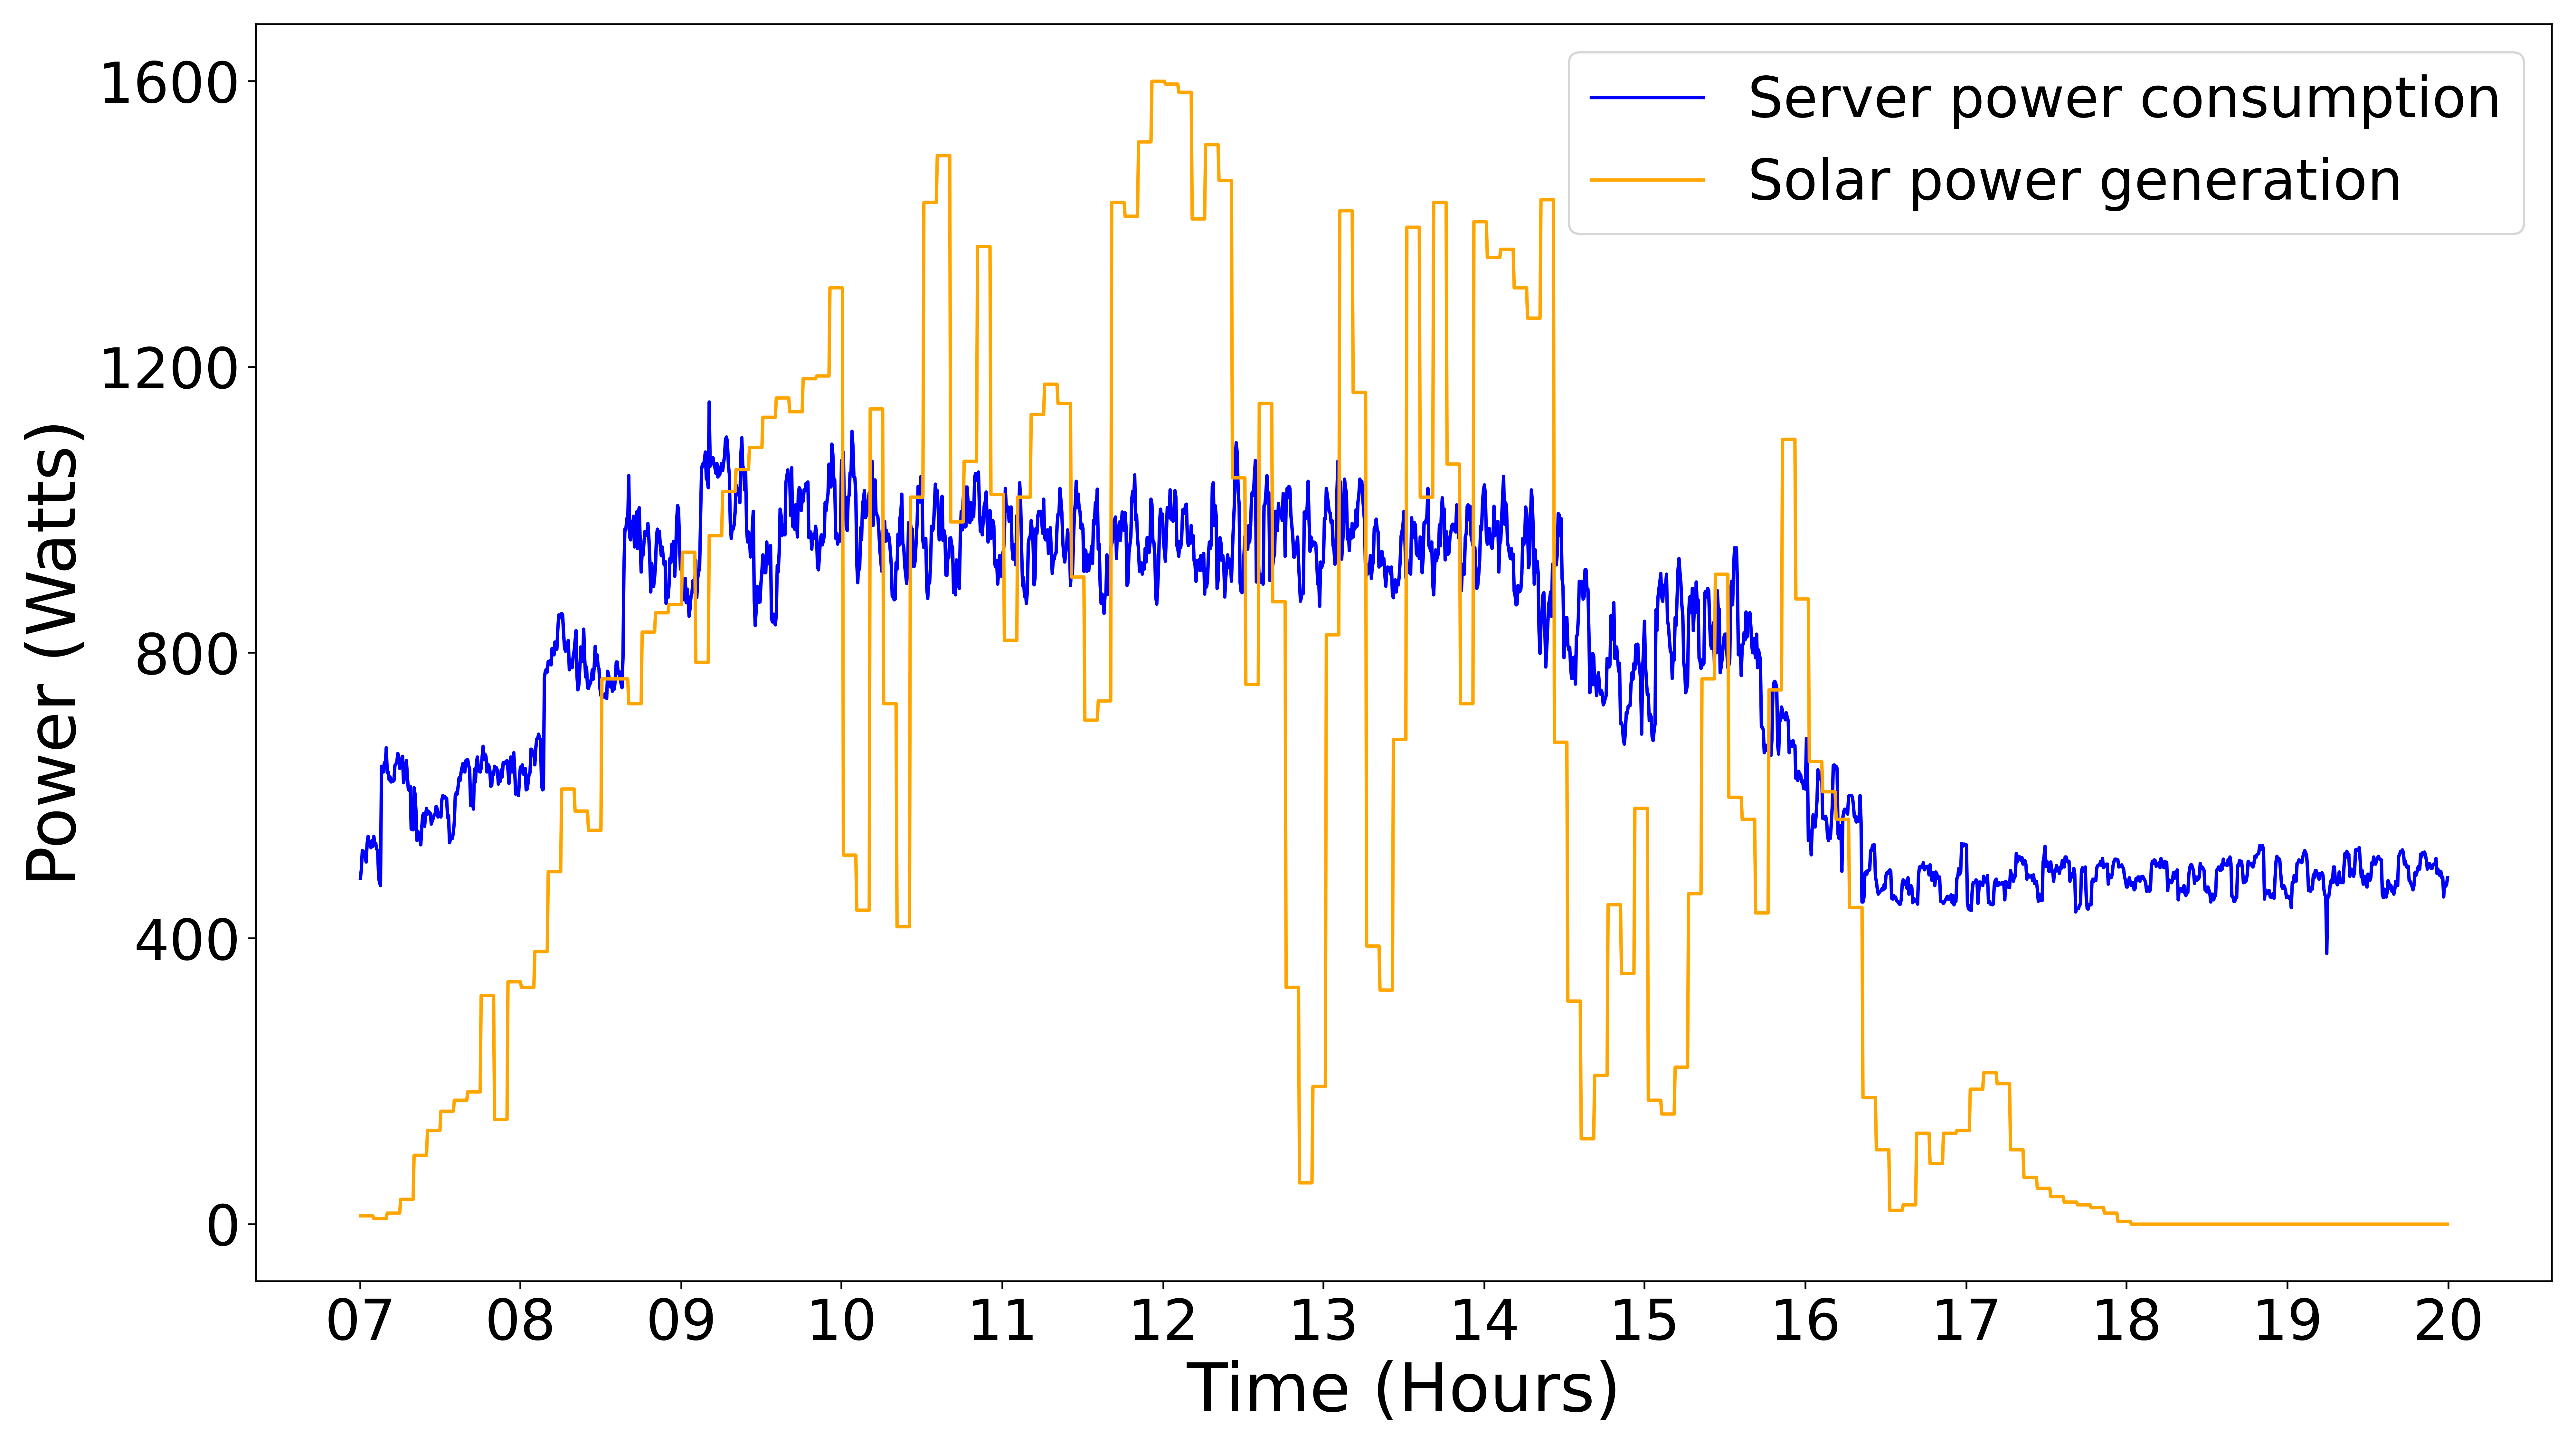 Server power consumption
Solar power generation
Power (Watts)
1600
1200
800
400
0
07 08 09 10 11 12 13 14 15 16 17 18 19 20
Time (Hours)